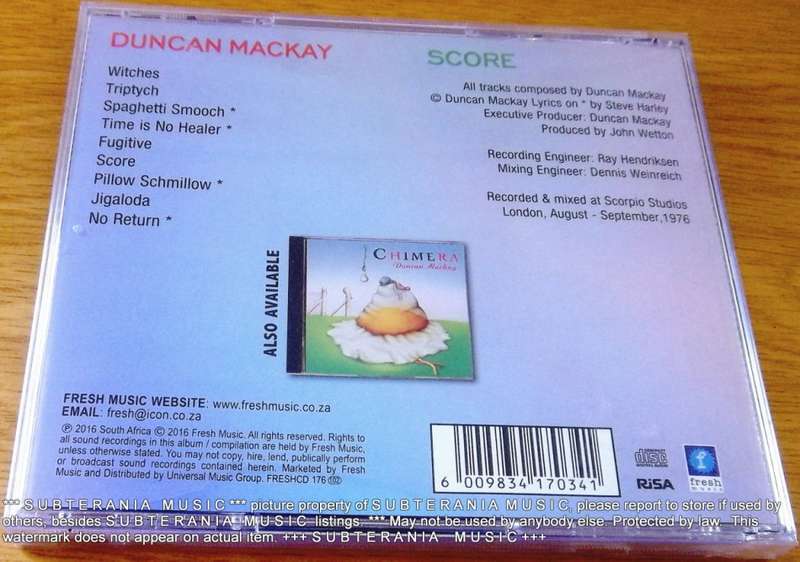 DUNCAN MACKAY
Witches
Triptych
Spaghetti Smooch *
Time is No Healer *
Fugitive
Score
Pillow Schmillow *
Jigaloda
No Return *
SCORE
All tracks composed by Duncan Mackay
© Duncan Mackay Lyrics on * by Steve Harley
Executive Producer: Duncan Mackay
Produced by John Wetton
Recording Engineer: Ray Hendriksen
Mixing Engineer: Dennis Weinreich
Recorded & mixed at Scorpio Studios
London, August - September,1976
ALSO AVAILABLE
CHIMERA
Duncan Mackay
FRESH MUSIC WEBSITE: www.freshmusic.co.za
EMAIL: fresh@icon.co.za
℗ 2016 South Africa © 2016 Fresh Music. All rights reserved. Rights to
all sound recordings in this album / compilation are held by Fresh Music,
unless otherwise stated. You may not copy, hire, lend, publicly perform
or broadcast sound recordings contained herein. Marketed by Fresh
Music and Distributed by Universal Music Group. FRESHCD 176
6 009834 170341
disc
DIGITAL AUDIO
RiSA
fresh
music
*** S U B T E R A N I A M U S I C *** picture property of S U B T E R A N I A M U S I C, please report to store if used by
others, besides S U B T E R A N I A M U S I C listings. *** May not be used by anybody else. Protected by law. This
watermark does not appear on actual item. +++ S U B T E R A N I A M U S I C +++